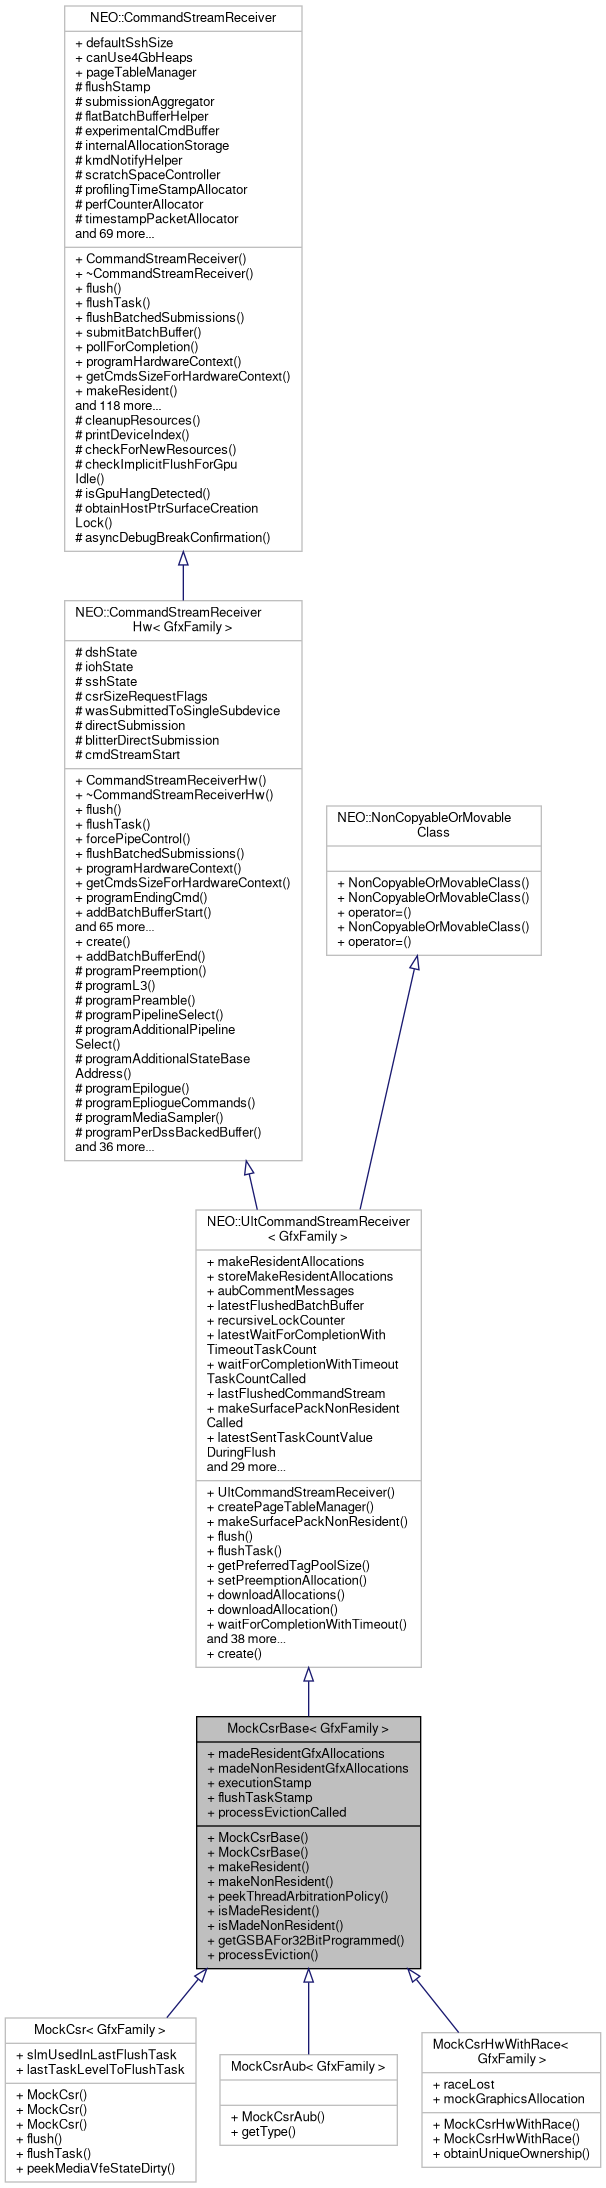 NEO::CommandStreamReceiver
+ defaultSshSize
+ canUse4GbHeaps
+ pageTableManager
# flushStamp
# submissionAggregator
# flatBatchBufferHelper
# experimentalCmdBuffer
# internalAllocationStorage
# kmdNotifyHelper
# scratchSpaceController
# profilingTimeStampAllocator
# perfCounterAllocator
# timestampPacketAllocator
and 69 more...
+ CommandStreamReceiver()
+ ~CommandStreamReceiver()
+ flush()
+ flushTask()
+ flushBatchedSubmissions()
+ submitBatchBuffer()
+ pollForCompletion()
+ programHardwareContext()
+ getCmdsSizeForHardwareContext()
+ makeResident()
and 118 more...
# cleanupResources()
# printDeviceIndex()
# checkForNewResources()
# checkImplicitFlushForGpu
Idle()
# isGpuHangDetected()
# obtainHostPtrSurfaceCreation
Lock()
# asyncDebugBreakConfirmation()
NEO::CommandStreamReceiver
Hw< GfxFamily >
# dshState
# iohState
# sshState
# csrSizeRequestFlags
# wasSubmittedToSingleSubdevice
# directSubmission
# blitterDirectSubmission
# cmdStreamStart
+ CommandStreamReceiverHw()
+ ~CommandStreamReceiverHw()
+ flush()
+ flushTask()
+ forcePipeControl()
+ flushBatchedSubmissions()
+ programHardwareContext()
+ getCmdsSizeForHardwareContext()
+ programEndingCmd()
+ addBatchBufferStart()
and 65 more...
+ create()
+ addBatchBufferEnd()
# programPreemption()
# programL3()
# programPreamble()
# programPipelineSelect()
# programAdditionalPipeline
Select()
# programAdditionalStateBase
Address()
# programEpilogue()
# programEpliogueCommands()
# programMediaSampler()
# programPerDssBackedBuffer()
and 36 more...
NEO::NonCopyableOrMovable
Class
+ NonCopyableOrMovableClass()
+ NonCopyableOrMovableClass()
+ operator=()
+ NonCopyableOrMovableClass()
+ operator=()
NEO::UltCommandStreamReceiver
< GfxFamily >
+ makeResidentAllocations
+ storeMakeResidentAllocations
+ aubCommentMessages
+ latestFlushedBatchBuffer
+ recursiveLockCounter
+ latestWaitForCompletionWith
TimeoutTaskCount
+ waitForCompletionWithTimeout
TaskCountCalled
+ lastFlushedCommandStream
+ makeSurfacePackNonResident
Called
+ latestSentTaskCountValue
DuringFlush
and 29 more...
+ UltCommandStreamReceiver()
+ createPageTableManager()
+ makeSurfacePackNonResident()
+ flush()
+ flushTask()
+ getPreferredTagPoolSize()
+ setPreemptionAllocation()
+ downloadAllocations()
+ downloadAllocation()
+ waitForCompletionWithTimeout()
and 38 more...
+ create()
MockCsrBase< GfxFamily >
+ madeResidentGfxAllocations
+ madeNonResidentGfxAllocations
+ executionStamp
+ flushTaskStamp
+ processEvictionCalled
+ MockCsrBase()
+ MockCsrBase()
+ makeResident()
+ makeNonResident()
+ peekThreadArbitrationPolicy()
+ isMadeResident()
+ isMadeNonResident()
+ getGSBAFor32BitProgrammed()
+ processEviction()
MockCsr< GfxFamily >
+ slmUsedInLastFlushTask
+ lastTaskLevelToFlushTask
+ MockCsr()
+ MockCsr()
+ MockCsr()
+ flush()
+ flushTask()
+ peekMediaVfeStateDirty()
MockCsrAub< GfxFamily >
+ MockCsrAub()
+ getType()
MockCsrHwWithRace<
GfxFamily >
+ raceLost
+ mockGraphicsAllocation
+ MockCsrHwWithRace()
+ MockCsrHwWithRace()
+ obtainUniqueOwnership()